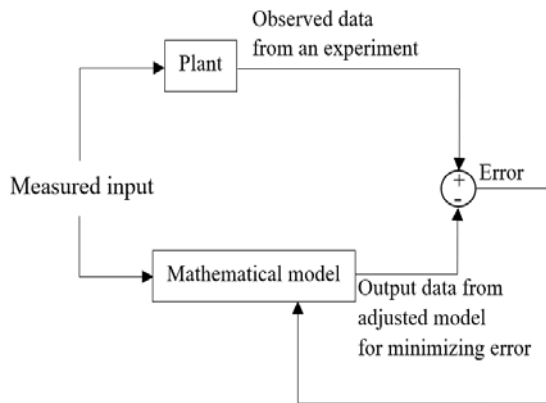 Observed data
from an experiment
Plant
+
-
Error
Measured input
Mathematical model
Output data from
adjusted model
for minimizing error